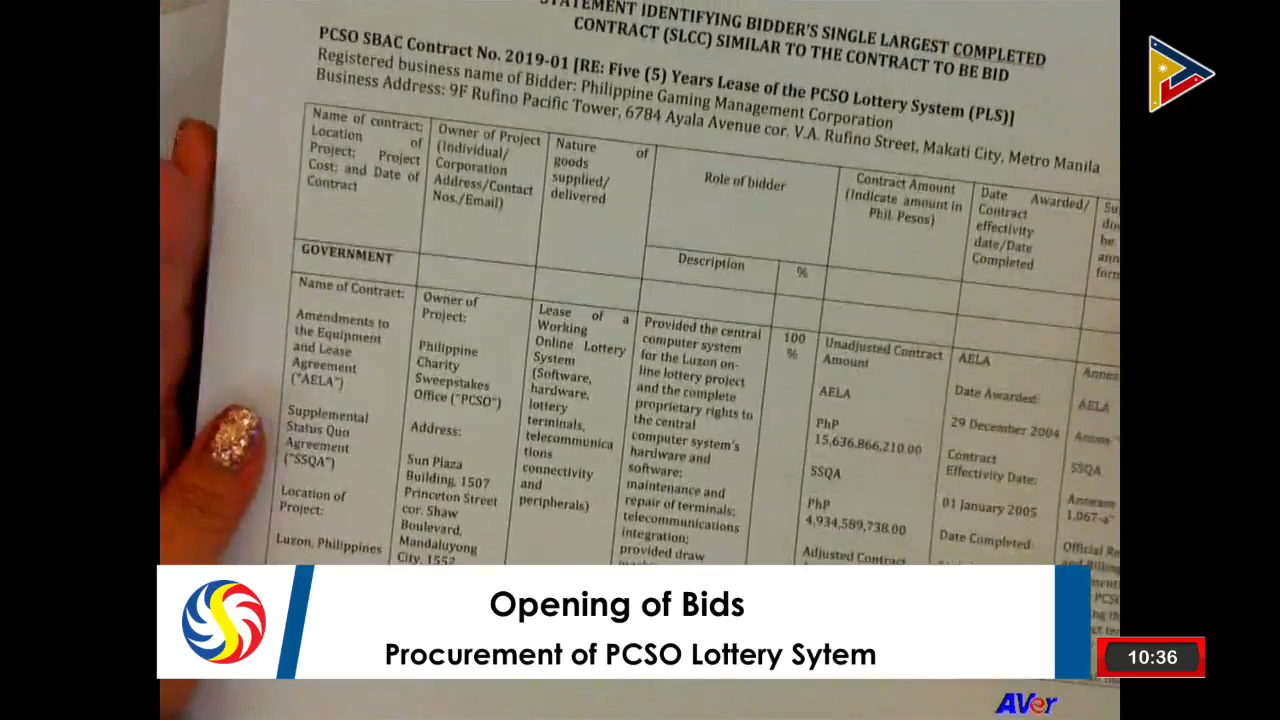 STATEMENT IDENTIFYING BIDDER'S SINGLE LARGEST COMPLETED
CONTRACT (SLCC) SIMILAR TO THE CONTRACT TO BE BID
PCSO SBAC Contract No. 2019-01 [RE: Five (5) Years Lease of the PCSO Lottery System (PLS)]
Registered business name of Bidder: Philippine Gaming Management Corporation
Business Address: 9F Rufino Pacific Tower, 6784 Ayala Avenue cor. V.A. Rufino Street, Makati City, Metro Manila
Name of contract;
Location of
Project; Project
Cost; and Date of
Contract
Owner of Project
(Individual/
Corporation
Address/Contact
Nos./Email)
Nature of
goods
supplied/
delivered
Role of bidder
Contract Amount
(Indicate amount in
Phil. Pesos)
Date Awarded/
Contract
effectivity
date/Date
Completed
be
GOVERNMENT
Description
%
Name of Contract:
Amendments to
the Equipment
and Lease
Agreement
("AELA")
Supplemental
Status Quo
Agreement
("SSQA")
Location of
Project:
Luzon, Philippines
Owner of
Project:
Philippine
Charity
Sweepstakes
Office ("PCSO")
Address:
Sun Plaza
Building, 1507
Princeton Street
cor. Shaw
Boulevard,
Mandaluyong
City, 1552
Lease of a
Working
Online Lottery
System
(Software,
hardware,
lottery
terminals,
telecommunica
tions
connectivity
and
peripherals)
Provided the central
computer system
for the Luzon on-
line lottery project
and the complete
proprietary rights to
the central
computer system's
hardware and
software;
maintenance and
repair of terminals;
telecommunications
integration;
provided draw
100
%
Unadjusted Contract
Amount
AELA
PhP
15,636,866,210.00
SSQA
PhP
4,934,589,738.00
Adjusted Contract
AELA
Date Awarded:
29 December 2004
Contract
Effectivity Date:
01 January 2005
Date Completed
AELA
SSQA
Annexes
Official
Opening of Bids
Procurement of PCSO Lottery Sytem
10:36
AVer